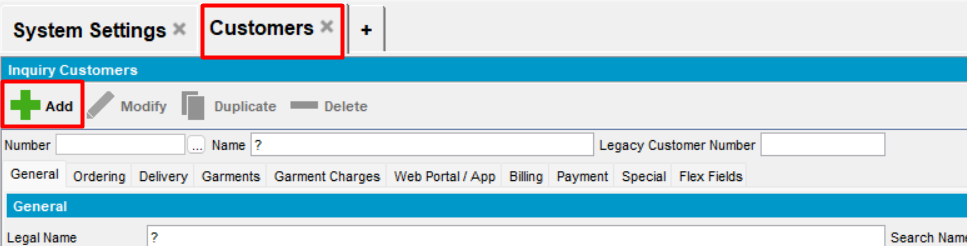 System Settings × Customers × +
Inquiry Customers
Add Modify Duplicate Delete
Number ... Name ? Legacy Customer Number
General Ordering Delivery Garments Garment Charges Web Portal / App Billing Payment Special Flex Fields
General
Legal Name ? Search Name